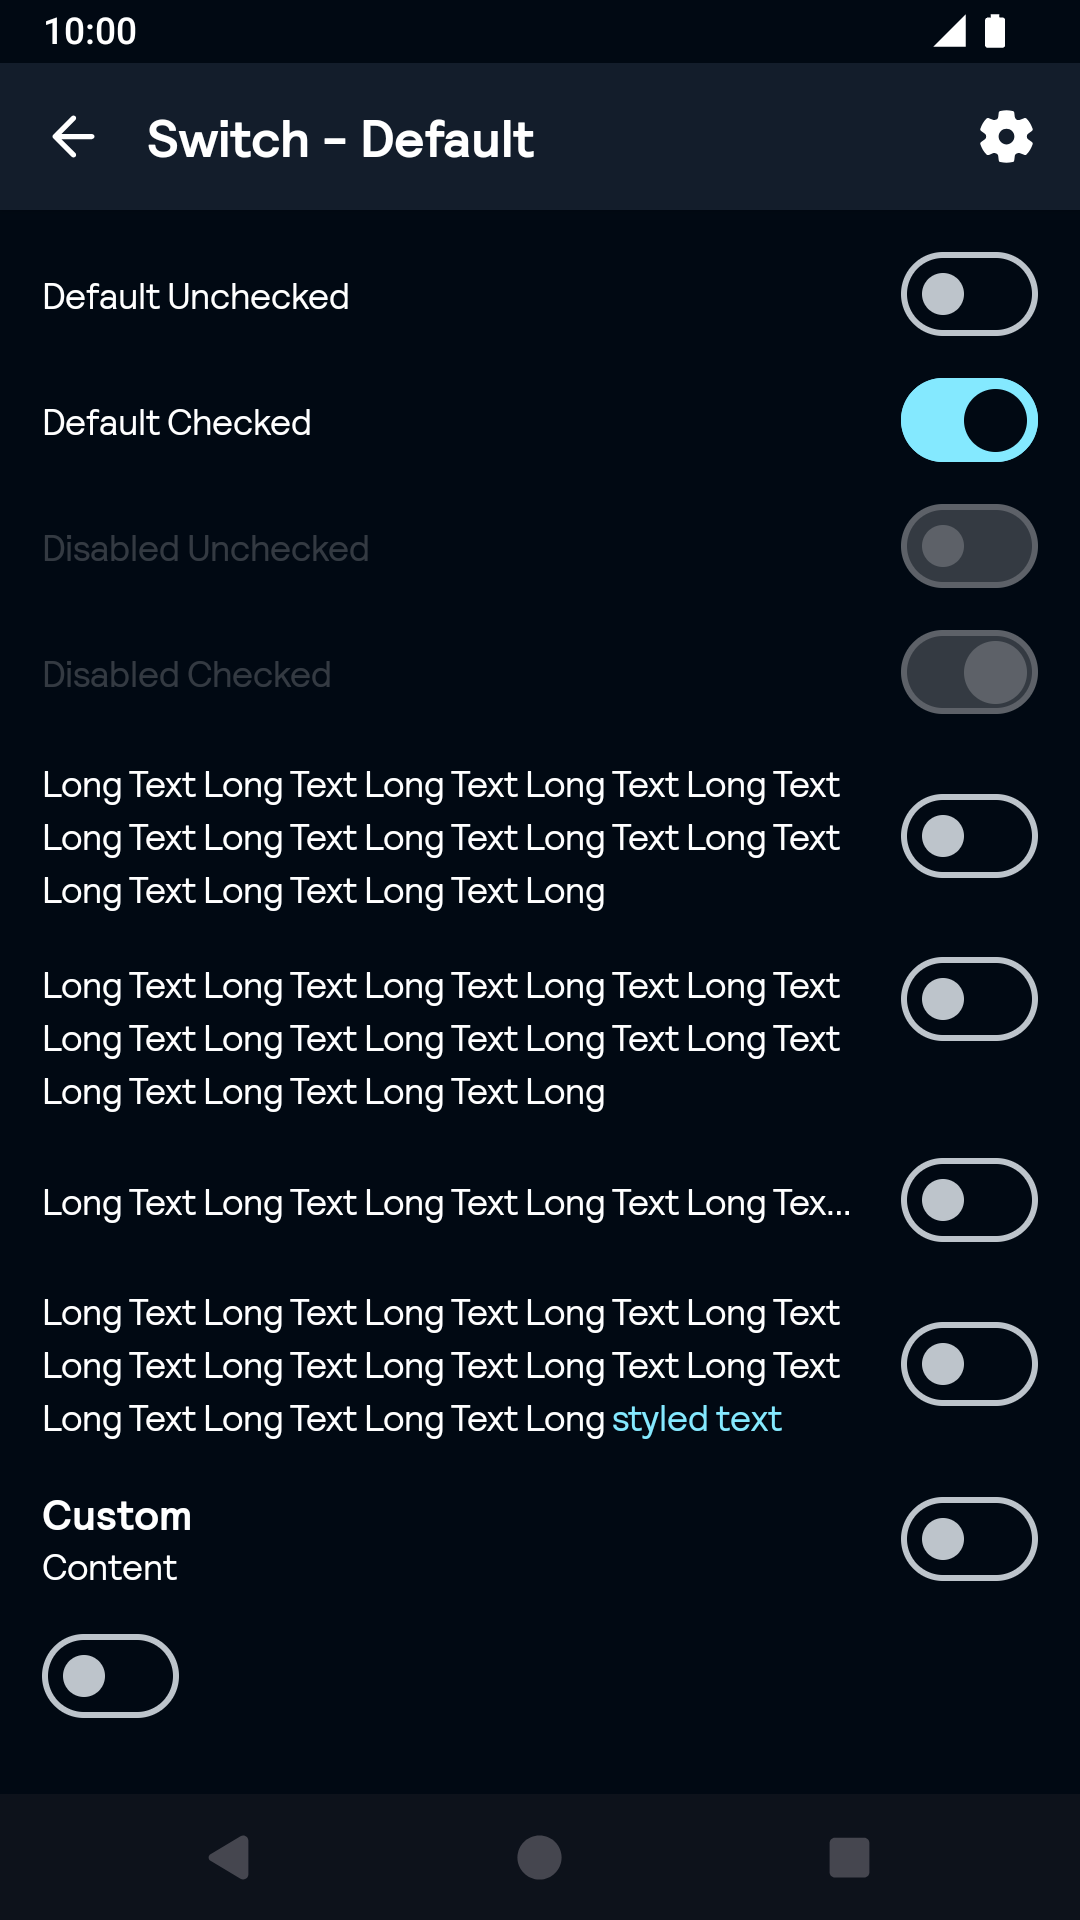 10:00
Switch - Default
Default Unchecked
Default Checked
Disabled Unchecked
Disabled Checked
Long Text Long Text Long Text Long Text Long Text
Long Text Long Text Long Text Long Text Long Text
Long Text Long Text Long Text Long
Long Text Long Text Long Text Long Text Long Text
Long Text Long Text Long Text Long Text Long Text
Long Text Long Text Long Text Long
Long Text Long Text Long Text Long Text Long Tex...
Long Text Long Text Long Text Long Text Long Text
Long Text Long Text Long Text Long Text Long Text
Long Text Long Text Long Text Long styled text
Custom
Content